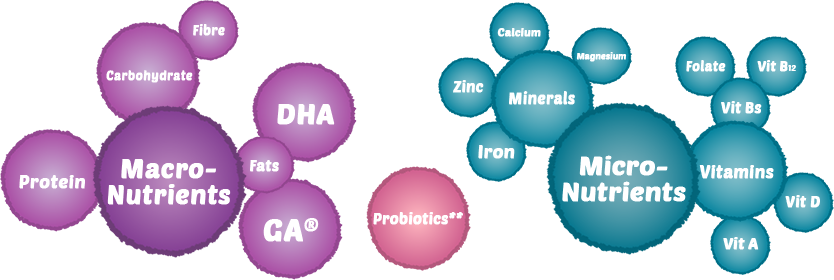 Fibre
Carbohydrate
DHA
Protein
Macro-
Nutrients
Fats
GA®
Probiotics**
Calcium
Magnesium
Zinc
Minerals
Iron
Micro-
Nutrients
Folate
Vit B12
Vit Bs
Vitamins
Vit D
Vit A